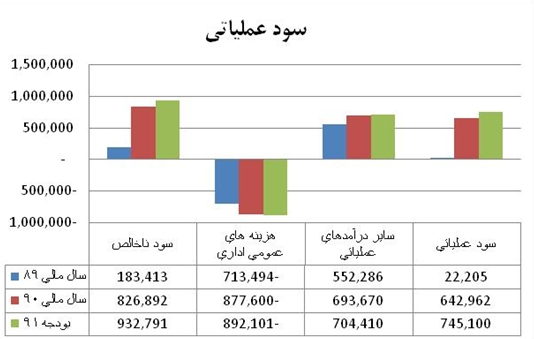 سود عملیاتی
1,500,000
1,000,000
500,000
-
500,000-
1,000,000-
سود ناخالص
هزینه های عمومی اداری
سایر درآمدهای عملیاتی
سود عملیاتی
سال مالی ۸۹ 183,413 713,494- 552,286 22,205
سال مالی ۹۰ 826,892 877,600- 693,670 642,962
بودجه ۹۱ 932,791 892,101- 704,410 745,100